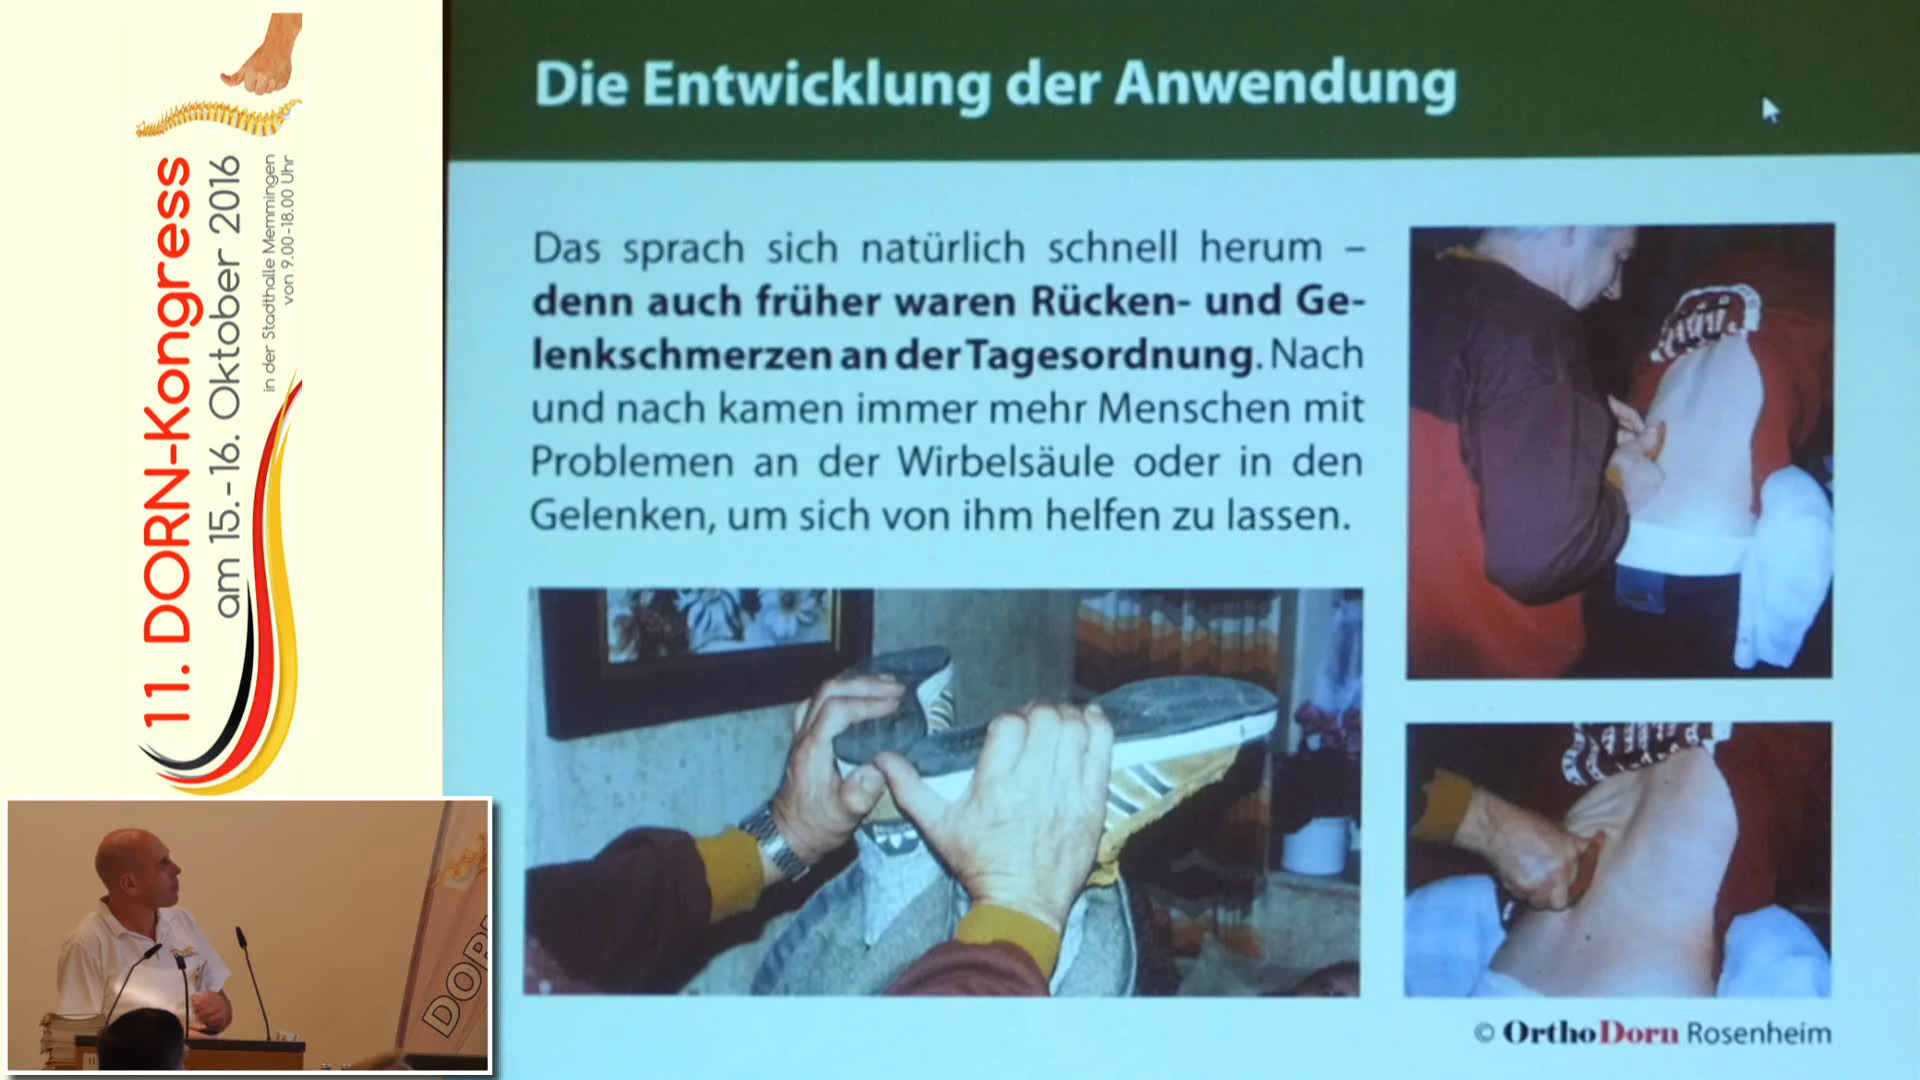 11. DORN-Kongress
am 15.-16. Oktober 2016
in der Stadthalle Memmingen
von 9.00-18.00 Uhr
Die Entwicklung der Anwendung
Das sprach sich natürlich schnell herum –
denn auch früher waren Rücken- und Ge-
lenkschmerzen an der Tagesordnung. Nach
und nach kamen immer mehr Menschen mit
Problemen an der Wirbelsäule oder in den
Gelenken, um sich von ihm helfen zu lassen.
© OrthoDorn Rosenheim